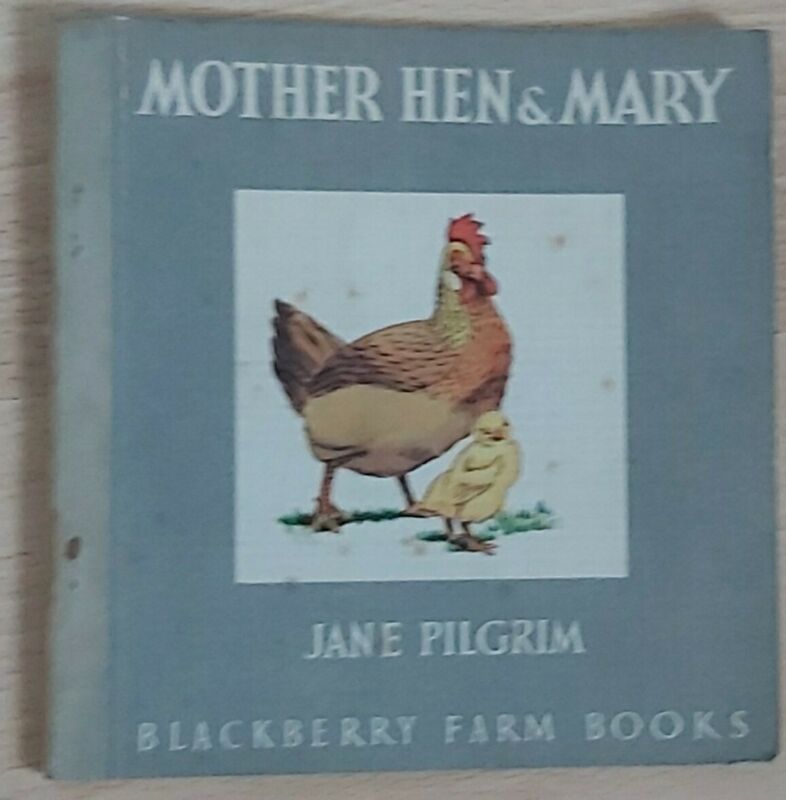 MOTHER HEN & MARY
JANE PILGRIM
BLACKBERRY FARM BOOKS